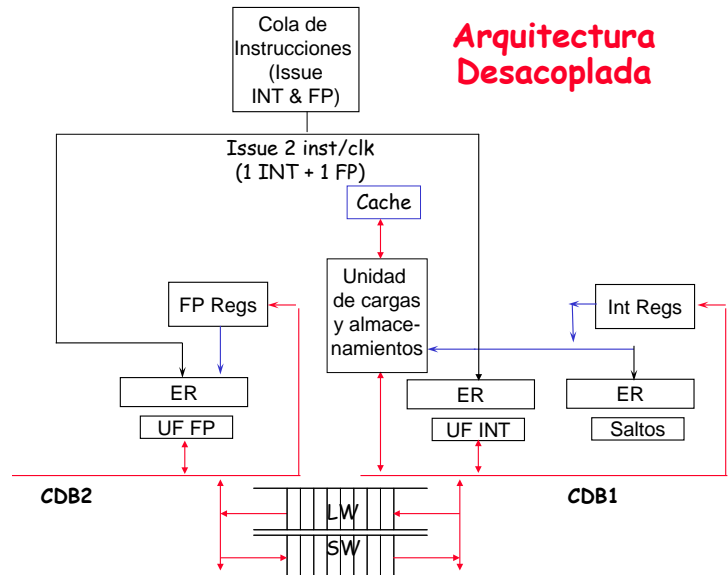 Cola de
Instrucciones
(Issue
INT & FP)
Arquitectura
Desacoplada
Issue 2 inst/clk
(1 INT + 1 FP)
Cache
FP Regs
Unidad
de cargas
y almace-
namientos
Int Regs
ER
ER
ER
UF FP
UF INT
Saltos
CDB2
CDB1
LW
SW